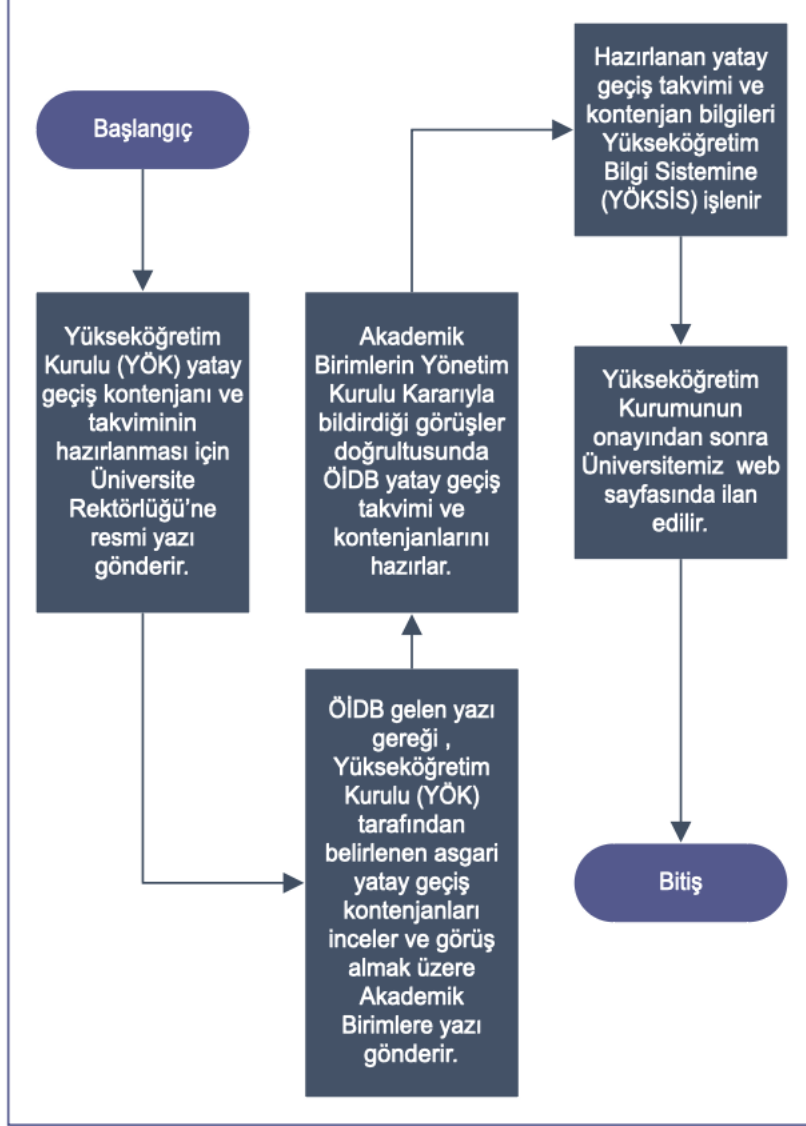 Başlangıç
Yükseköğretim
Kurulu (YÖK) yatay
geçiş kontenjanı ve
takviminin
hazırlanması için
Üniversite
Rektörlüğü’ne
resmi yazı
gönderir.
ÖİDB gelen yazı
gereği ,
Yükseköğretim
Kurulu (YÖK)
tarafından
belirlenen asgari
yatay geçiş
kontenjanları
inceler ve görüş
almak üzere
Akademik
Birimlere yazı
gönderir.
Akademik
Birimlerin Yönetim
Kurulu Kararıyla
bildirdiği görüşler
doğrultusunda
ÖİDB yatay geçiş
takvimi ve
kontenjanlarını
hazırlar.
Hazırlanan yatay
geçiş takvimi ve
kontenjan bilgileri
Yükseköğretim
Bilgi Sistemine
(YÖKSİS) işlenir
Yükseköğretim
Kurumunun
onayından sonra
Üniversitemiz  web
sayfasında ilan
edilir.
Bitiş